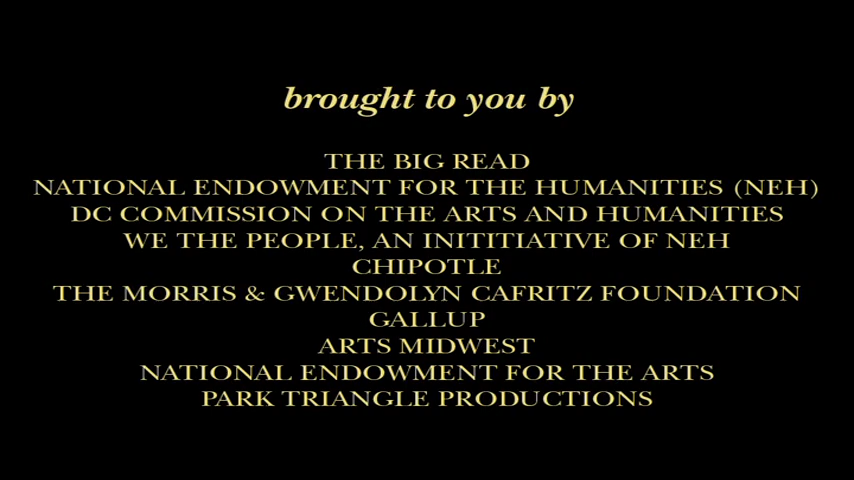 brought to you by
THE BIG READ
NATIONAL ENDOWMENT FOR THE HUMANITIES (NEH)
DC COMMISSION ON THE ARTS AND HUMANITIES
WE THE PEOPLE, AN INITITIATIVE OF NEH
CHIPOTLE
THE MORRIS & GWENDOLYN CAFRITZ FOUNDATION
GALLUP
ARTS MIDWEST
NATIONAL ENDOWMENT FOR THE ARTS
PARK TRIANGLE PRODUCTIONS